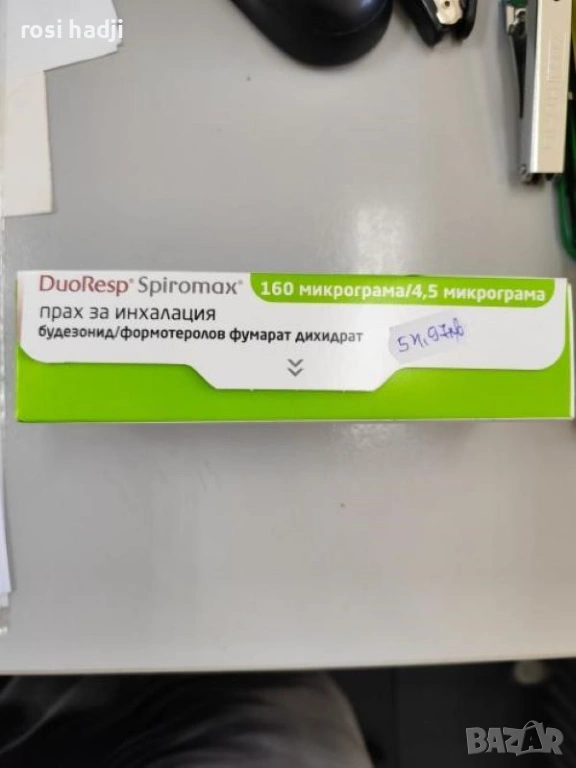 rosi hadji
DuoResp® Spiromax® 160 микрограма/4,5 микрограма
прах за инхалация
будезонид/формотеролов фумарат дихидрат
BAZAR